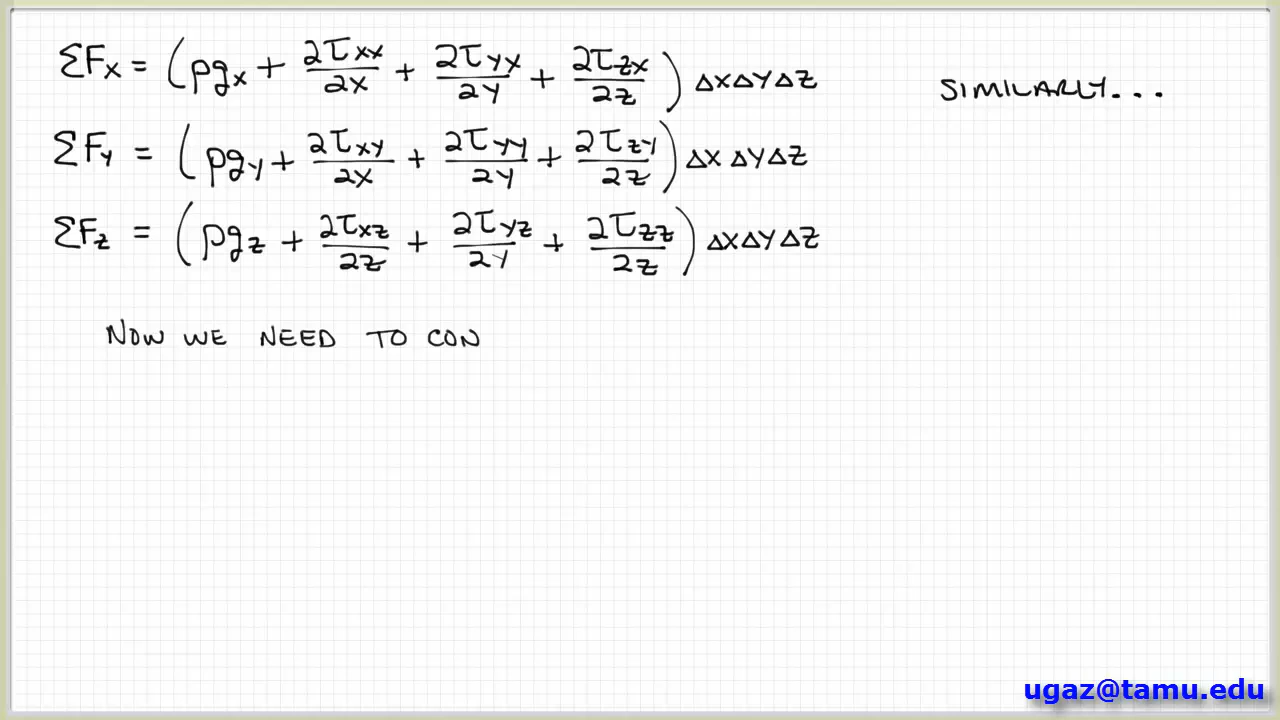 ΣFx = (ρgx + ∂τxx/∂x + ∂τyx/∂y + ∂τzx/∂z) ΔxΔyΔz
SIMILARLY...
ΣFy = (ρgy + ∂τxy/∂x + ∂τyy/∂y + ∂τzy/∂z) ΔxΔyΔz
ΣFz = (ρgz + ∂τxz/∂z + ∂τyz/∂y + ∂τzz/∂z) ΔxΔyΔz
NOW WE NEED TO CON
ugaz@tamu.edu